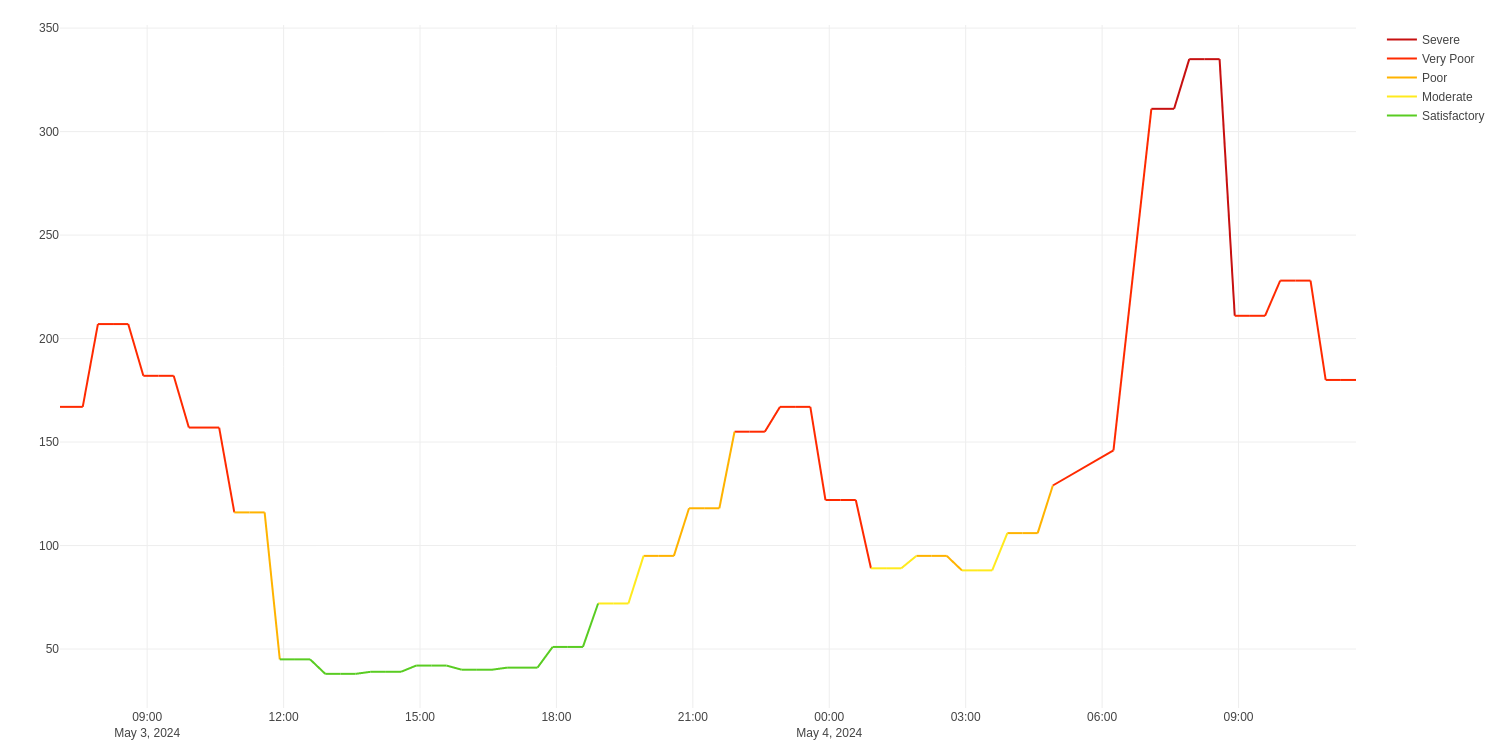 350
300
250
200
150
100
50
09:00
May 3, 2024
12:00
15:00
18:00
21:00
00:00
May 4, 2024
03:00
06:00
09:00
Severe
Very Poor
Poor
Moderate
Satisfactory